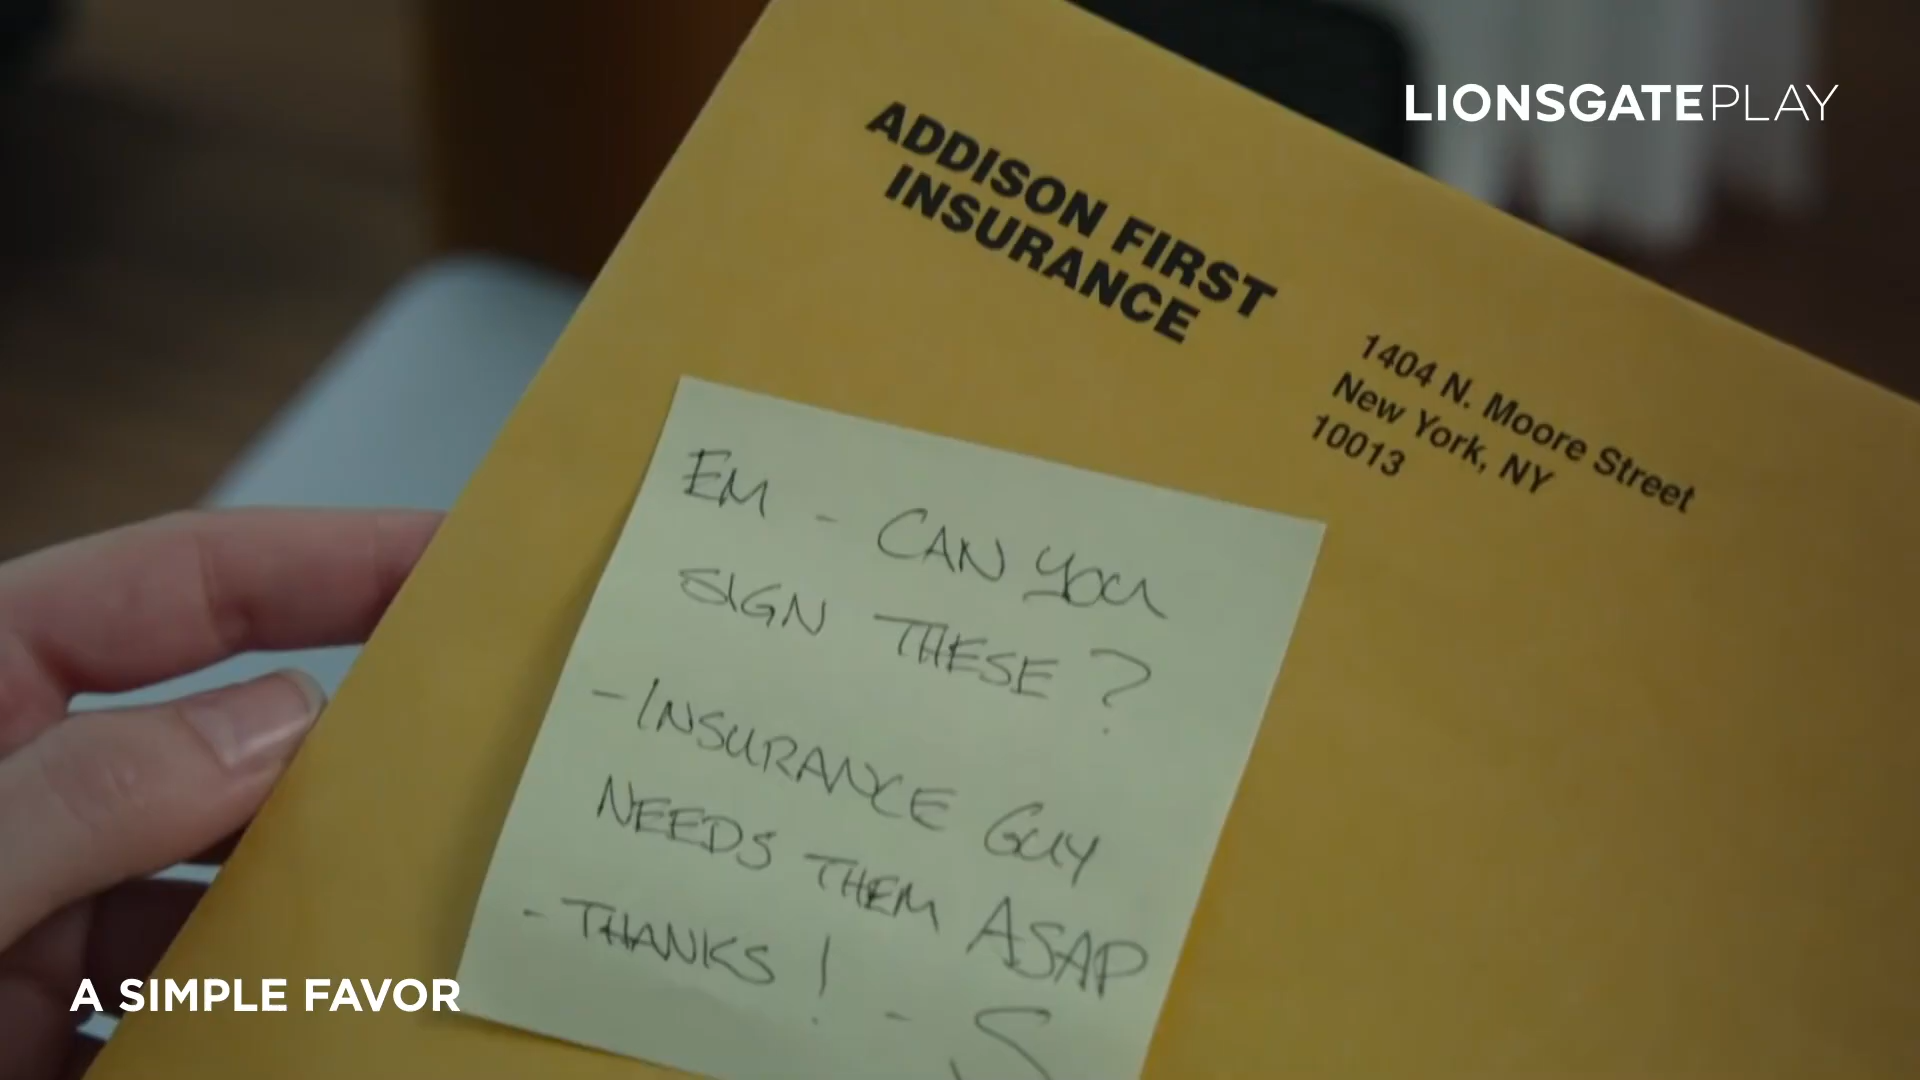 LIONSGATEPLAY
ADDISON FIRST
INSURANCE
1404 N. Moore Street
New York, NY
10013
EM - CAN YOU
SIGN THESE?
- INSURANCE GUY
NEEDS THEM ASAP
- THANKS! - S
A SIMPLE FAVOR